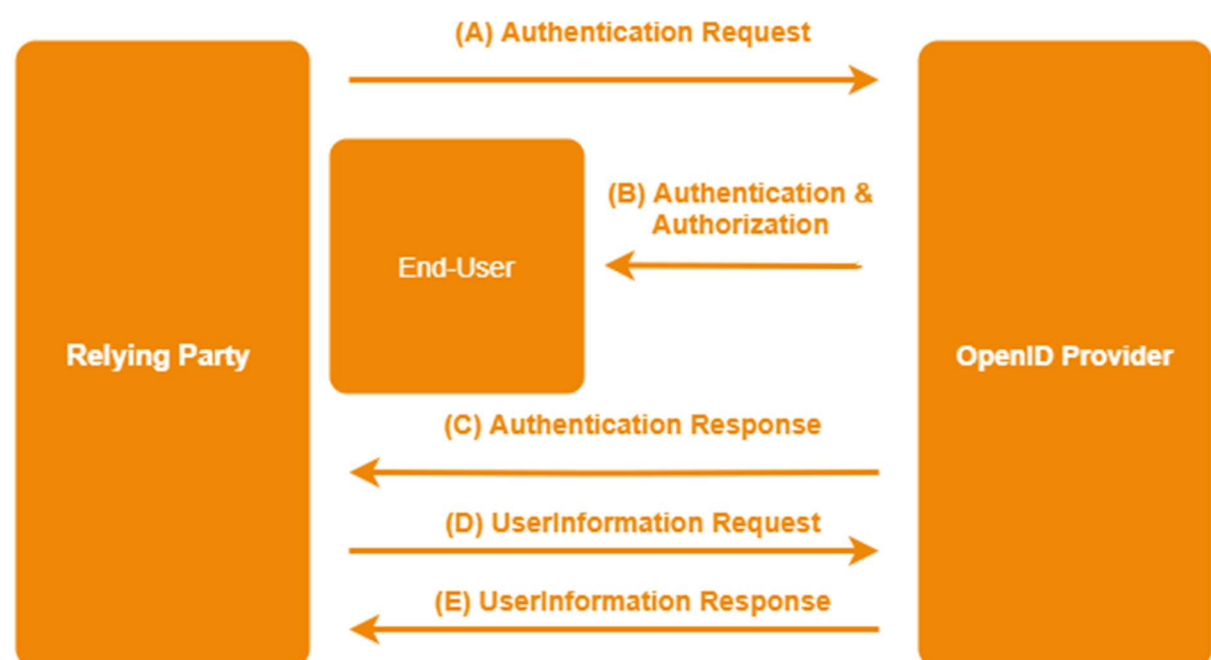 (A) Authentication Request
(B) Authentication &
Authorization
End-User
Relying Party
OpenID Provider
(C) Authentication Response
(D) UserInformation Request
(E) UserInformation Response